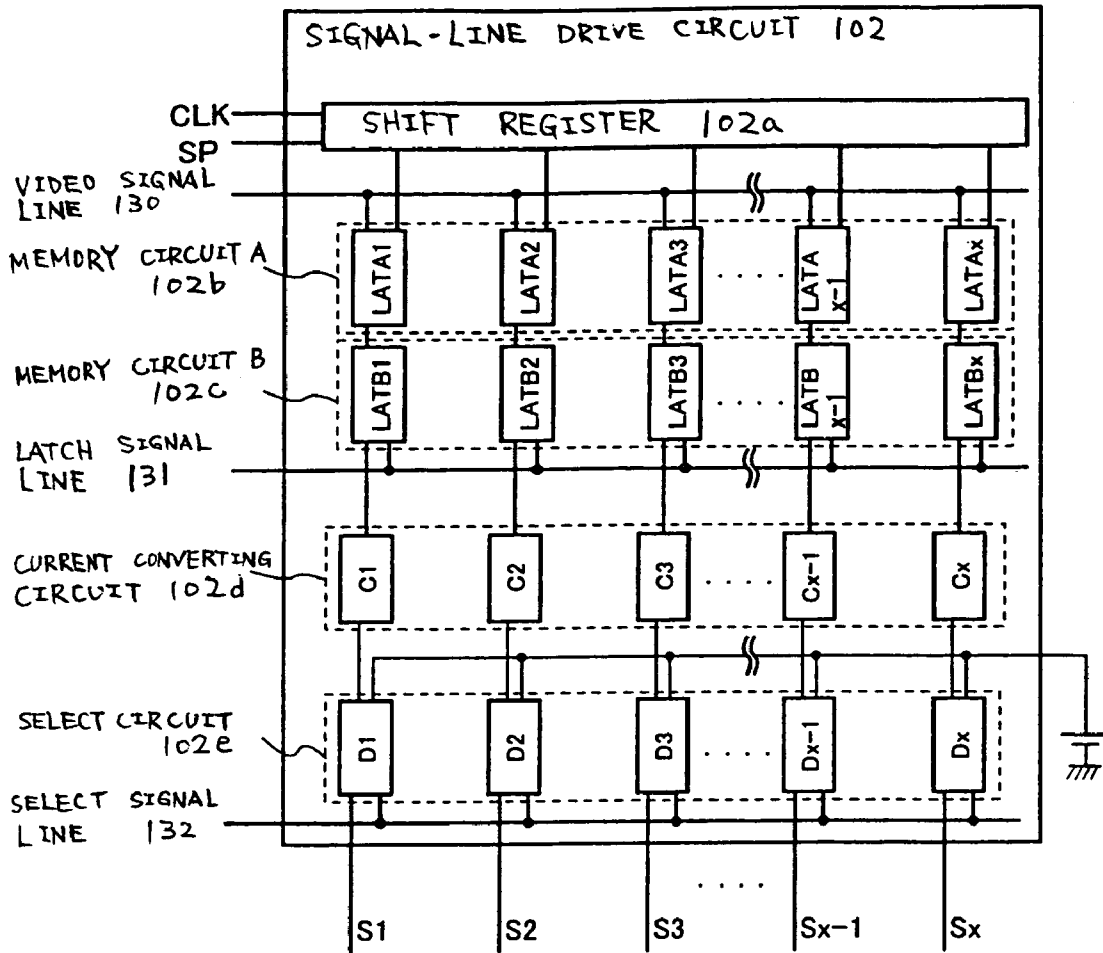 SIGNAL-LINE DRIVE CIRCUIT 102
CLK
SHIFT REGISTER 102a
SP
VIDEO SIGNAL
LINE 130
MEMORY CIRCUIT A
102b
LATA1
LATA2
LATA3
. . . .
LATA
x-1
LATAx
MEMORY CIRCUIT B
102c
LATB1
LATB2
LATB3
. . . .
LATB
x-1
LATBx
LATCH SIGNAL
LINE 131
CURRENT CONVERTING
CIRCUIT 102d
C1
C2
C3
. . . .
Cx-1
Cx
SELECT CIRCUIT
102e
D1
D2
D3
. . . .
Dx-1
Dx
SELECT SIGNAL
LINE 132
. . . .
S1
S2
S3
Sx-1
Sx